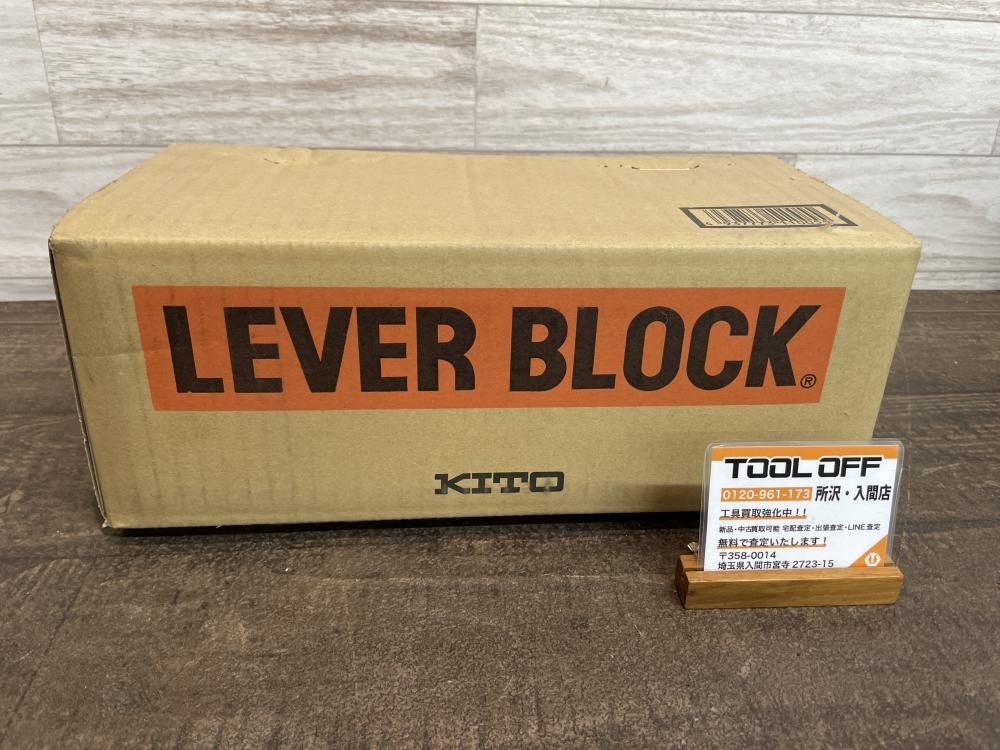 LEVER BLOCK®
KITO
TOOL OFF
0120-961-173 所沢・入間店
工具買取強化中!!
新品・中古買取可能 宅配査定・出張査定・LINE査定
無料で査定いたします!
〒358-0014
埼玉県入間市宮寺 2723-15